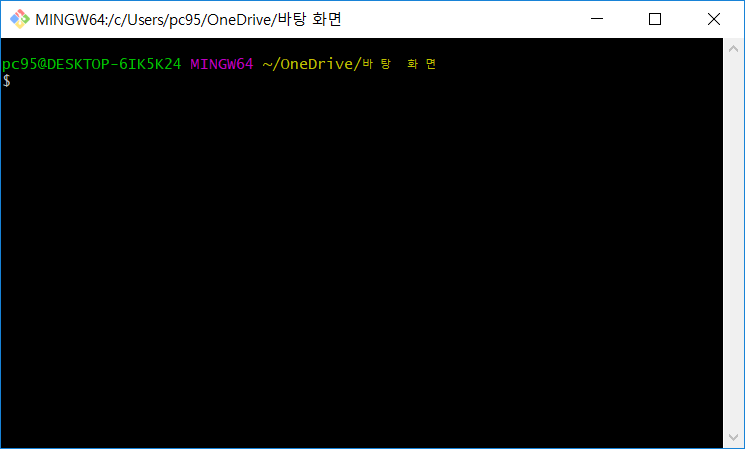 MINGW64:/c/Users/pc95/OneDrive/바탕 화면
pc95@DESKTOP-6IK5K24 MINGW64 ~/OneDrive/바탕 화면
$